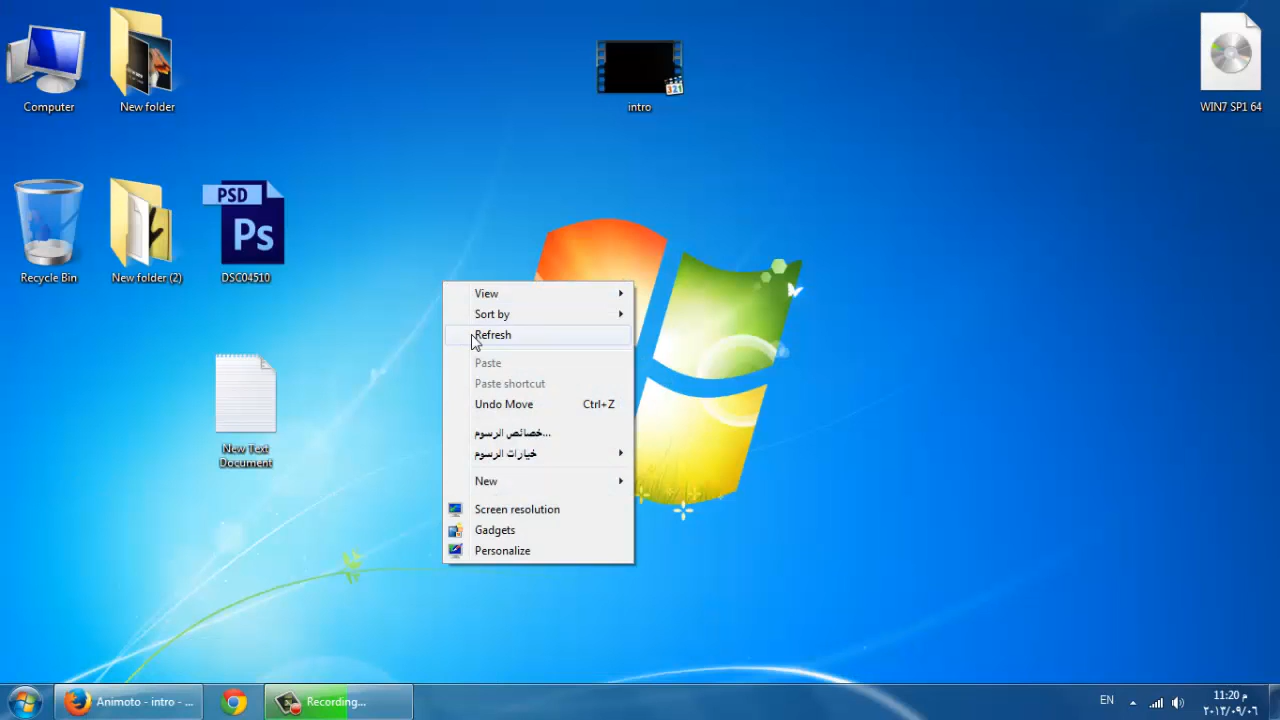 Computer
New folder
intro
321
WIN7 SP1 64
Recycle Bin
New folder (2)
PSD
Ps
DSC04510
New Text
Document
View
Sort by
Refresh
Paste
Paste shortcut
Undo Move Ctrl+Z
خصائص الرسوم...
خيارات الرسوم
New
Screen resolution
Gadgets
Personalize
Animoto - intro - ...
Recording...
EN
11:20 م
٢٠١٣/٠٩/٠٦